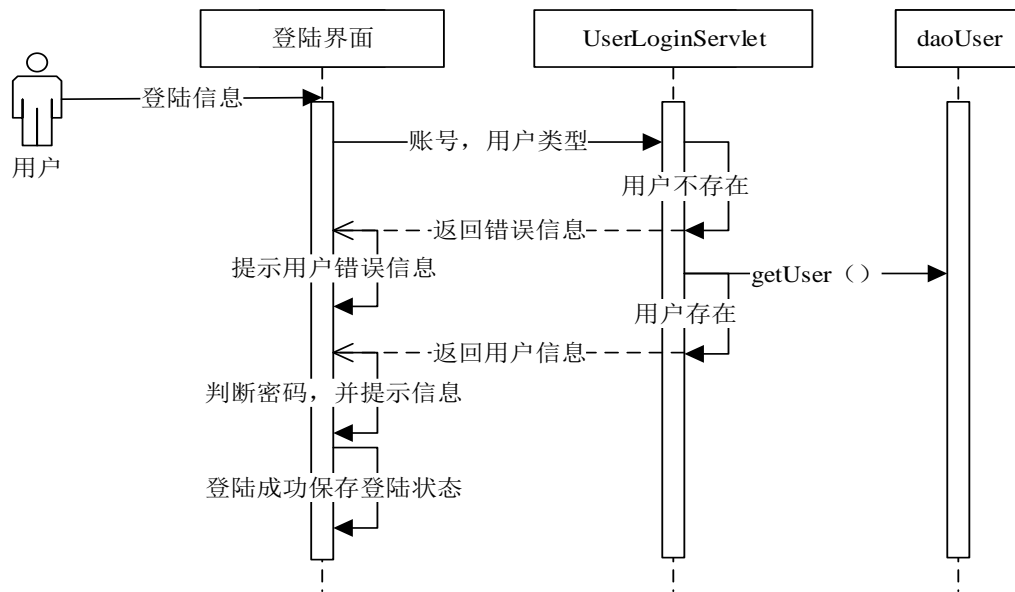 登陆界面
UserLoginServlet
daoUser
登陆信息
用户
账号，用户类型
用户不存在
返回错误信息
提示用户错误信息
getUser（）
用户存在
返回用户信息
判断密码，并提示信息
登陆成功保存登陆状态